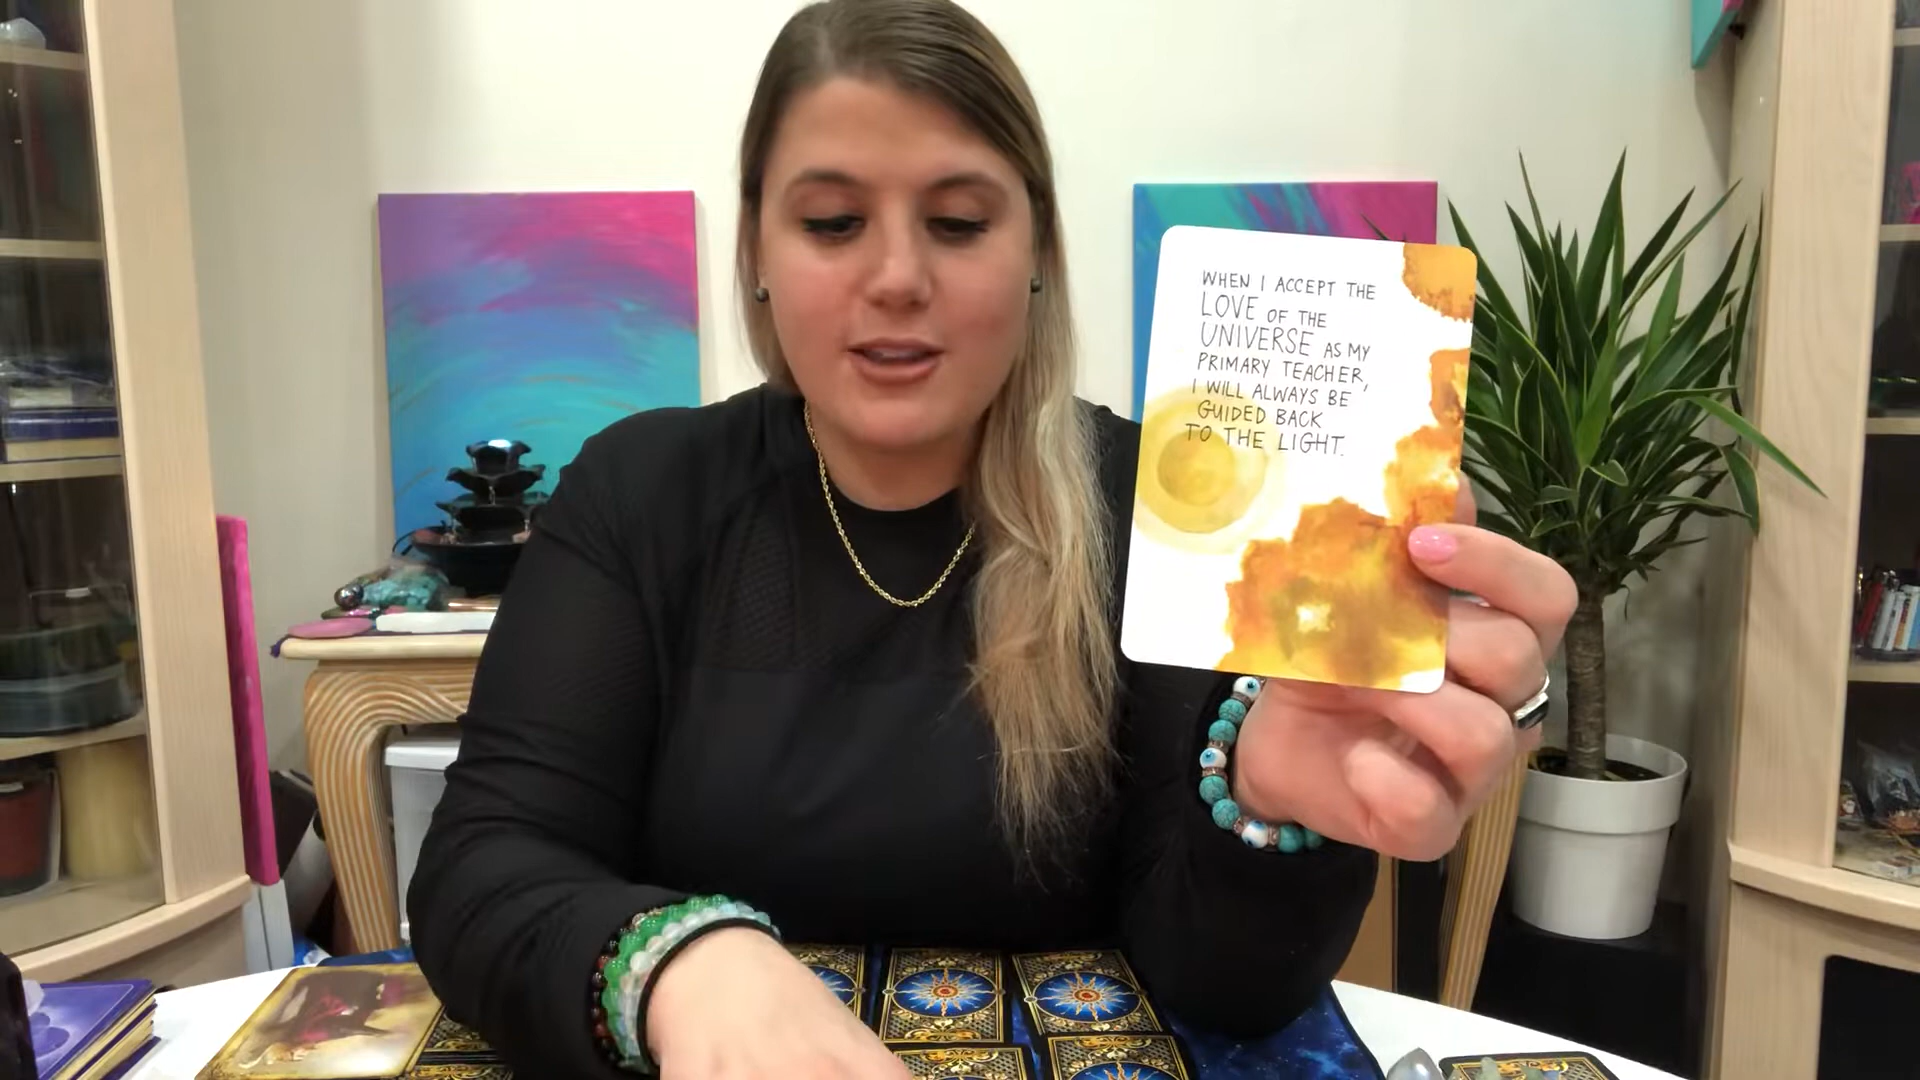 WHEN I ACCEPT THE
LOVE OF THE
UNIVERSE AS MY
PRIMARY TEACHER,
I WILL ALWAYS BE
GUIDED BACK
TO THE LIGHT.